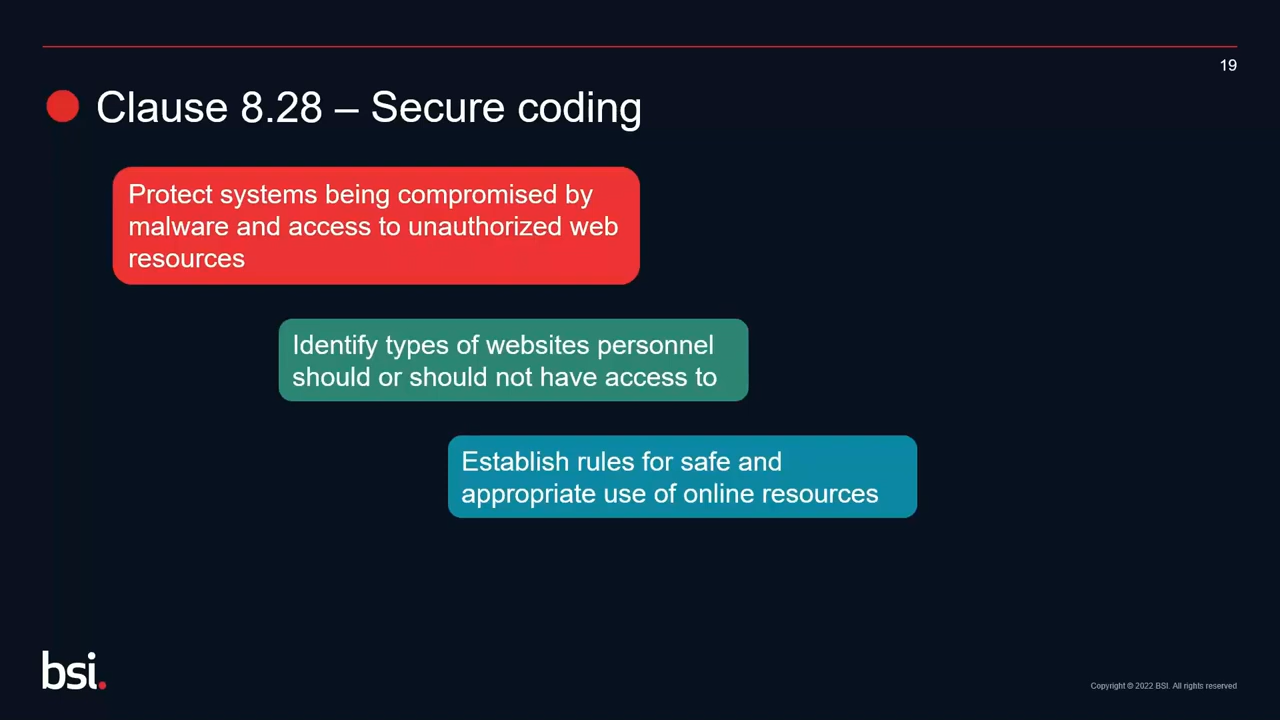 19
Clause 8.28 – Secure coding
Protect systems being compromised by
malware and access to unauthorized web
resources
Identify types of websites personnel
should or should not have access to
Establish rules for safe and
appropriate use of online resources
bsi.
Copyright © 2022 BSI. All rights reserved